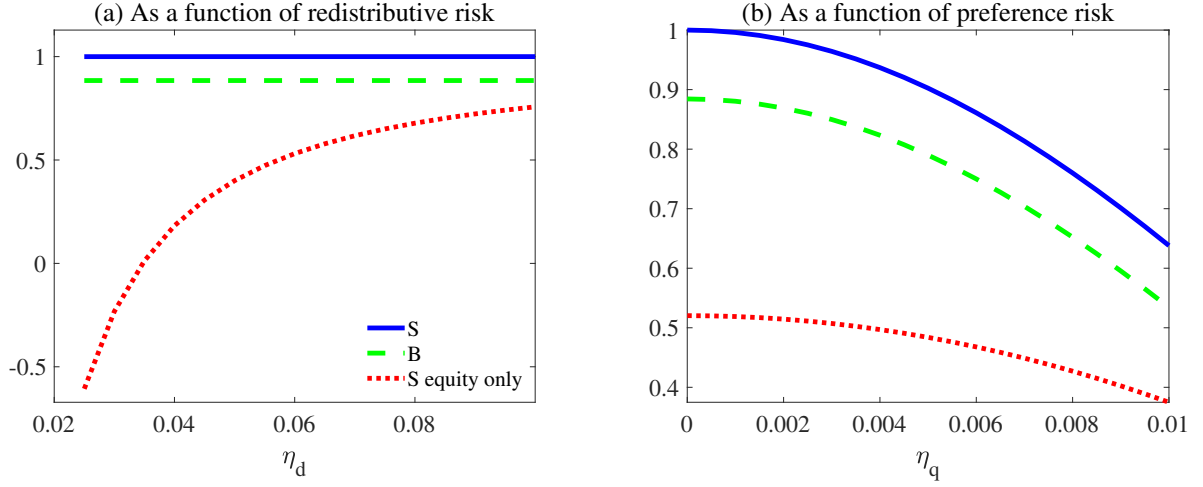 (a) As a function of redistributive risk
1
0.5
0
-0.5
0.02 0.04 0.06 0.08
η_d
S
B
S equity only
(b) As a function of preference risk
1
0.9
0.8
0.7
0.6
0.5
0.4
0 0.002 0.004 0.006 0.008 0.01
η_q